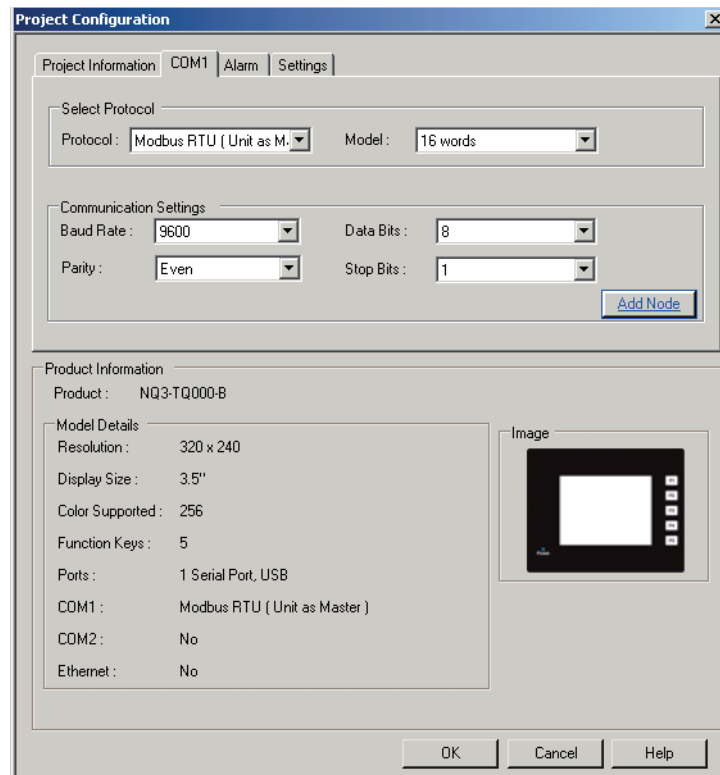 Project Configuration
Project Information COM1 Alarm Settings
Select Protocol
Protocol : Modbus RTU ( Unit as M Model : 16 words
Communication Settings
Baud Rate : 9600 Data Bits : 8
Parity : Even Stop Bits : 1
Add Node
Product Information
Product : NQ3-TQ000-B
Model Details
Image
Resolution : 320 x 240
Display Size : 3.5"
Color Supported : 256
Function Keys : 5
Ports : 1 Serial Port, USB
COM1 : Modbus RTU ( Unit as Master )
COM2 : No
Ethernet : No
OK Cancel Help